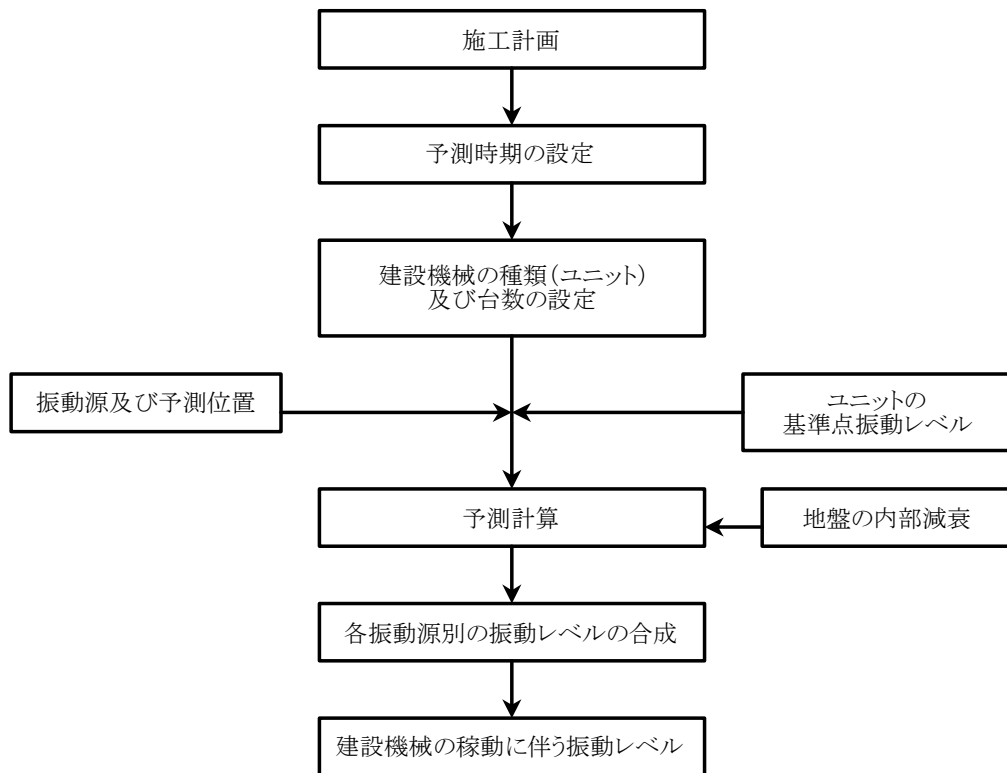 施工計画
予測時期の設定
建設機械の種類(ユニット)
及び台数の設定
振動源及び予測位置
ユニットの
基準点振動レベル
予測計算
地盤の内部減衰
各振動源別の振動レベルの合成
建設機械の稼動に伴う振動レベル